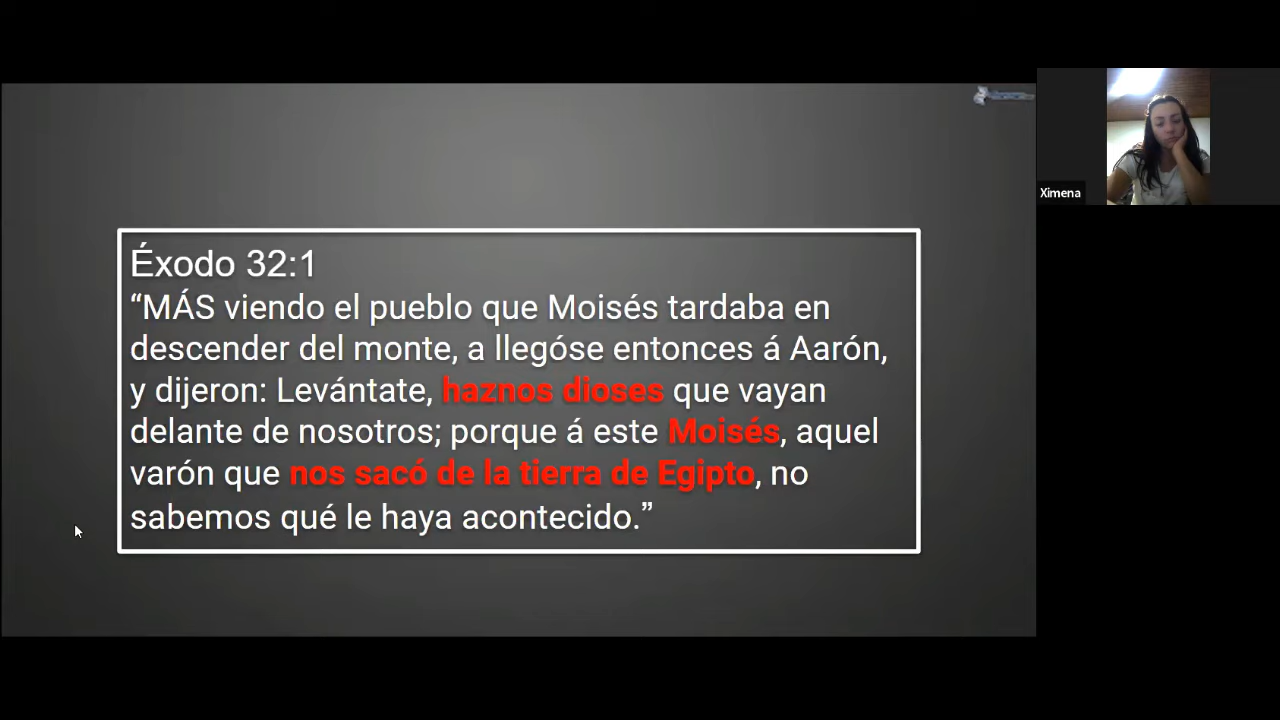 Éxodo 32:1
“MÁS viendo el pueblo que Moisés tardaba en
descender del monte, a llegóse entonces á Aarón,
y dijeron: Levántate, haznos dioses que vayan
delante de nosotros; porque á este Moisés, aquel
varón que nos sacó de la tierra de Egipto, no
sabemos qué le haya acontecido.”
Ximena